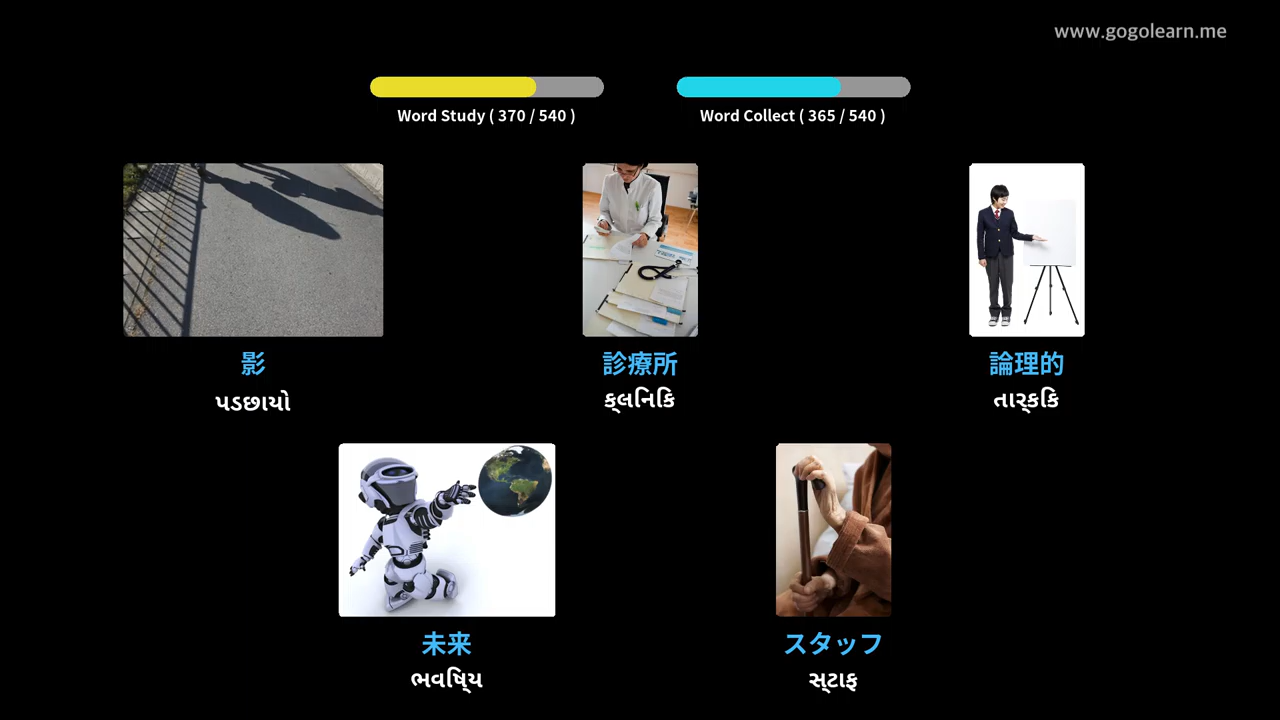 www.gogolearn.me
Word Study ( 370 / 540 )
Word Collect ( 365 / 540 )
影
પડછાયો
診療所
ક્લિનિક
論理的
તાર્કિક
未来
ભવિષ્ય
スタッフ
સ્ટાફ